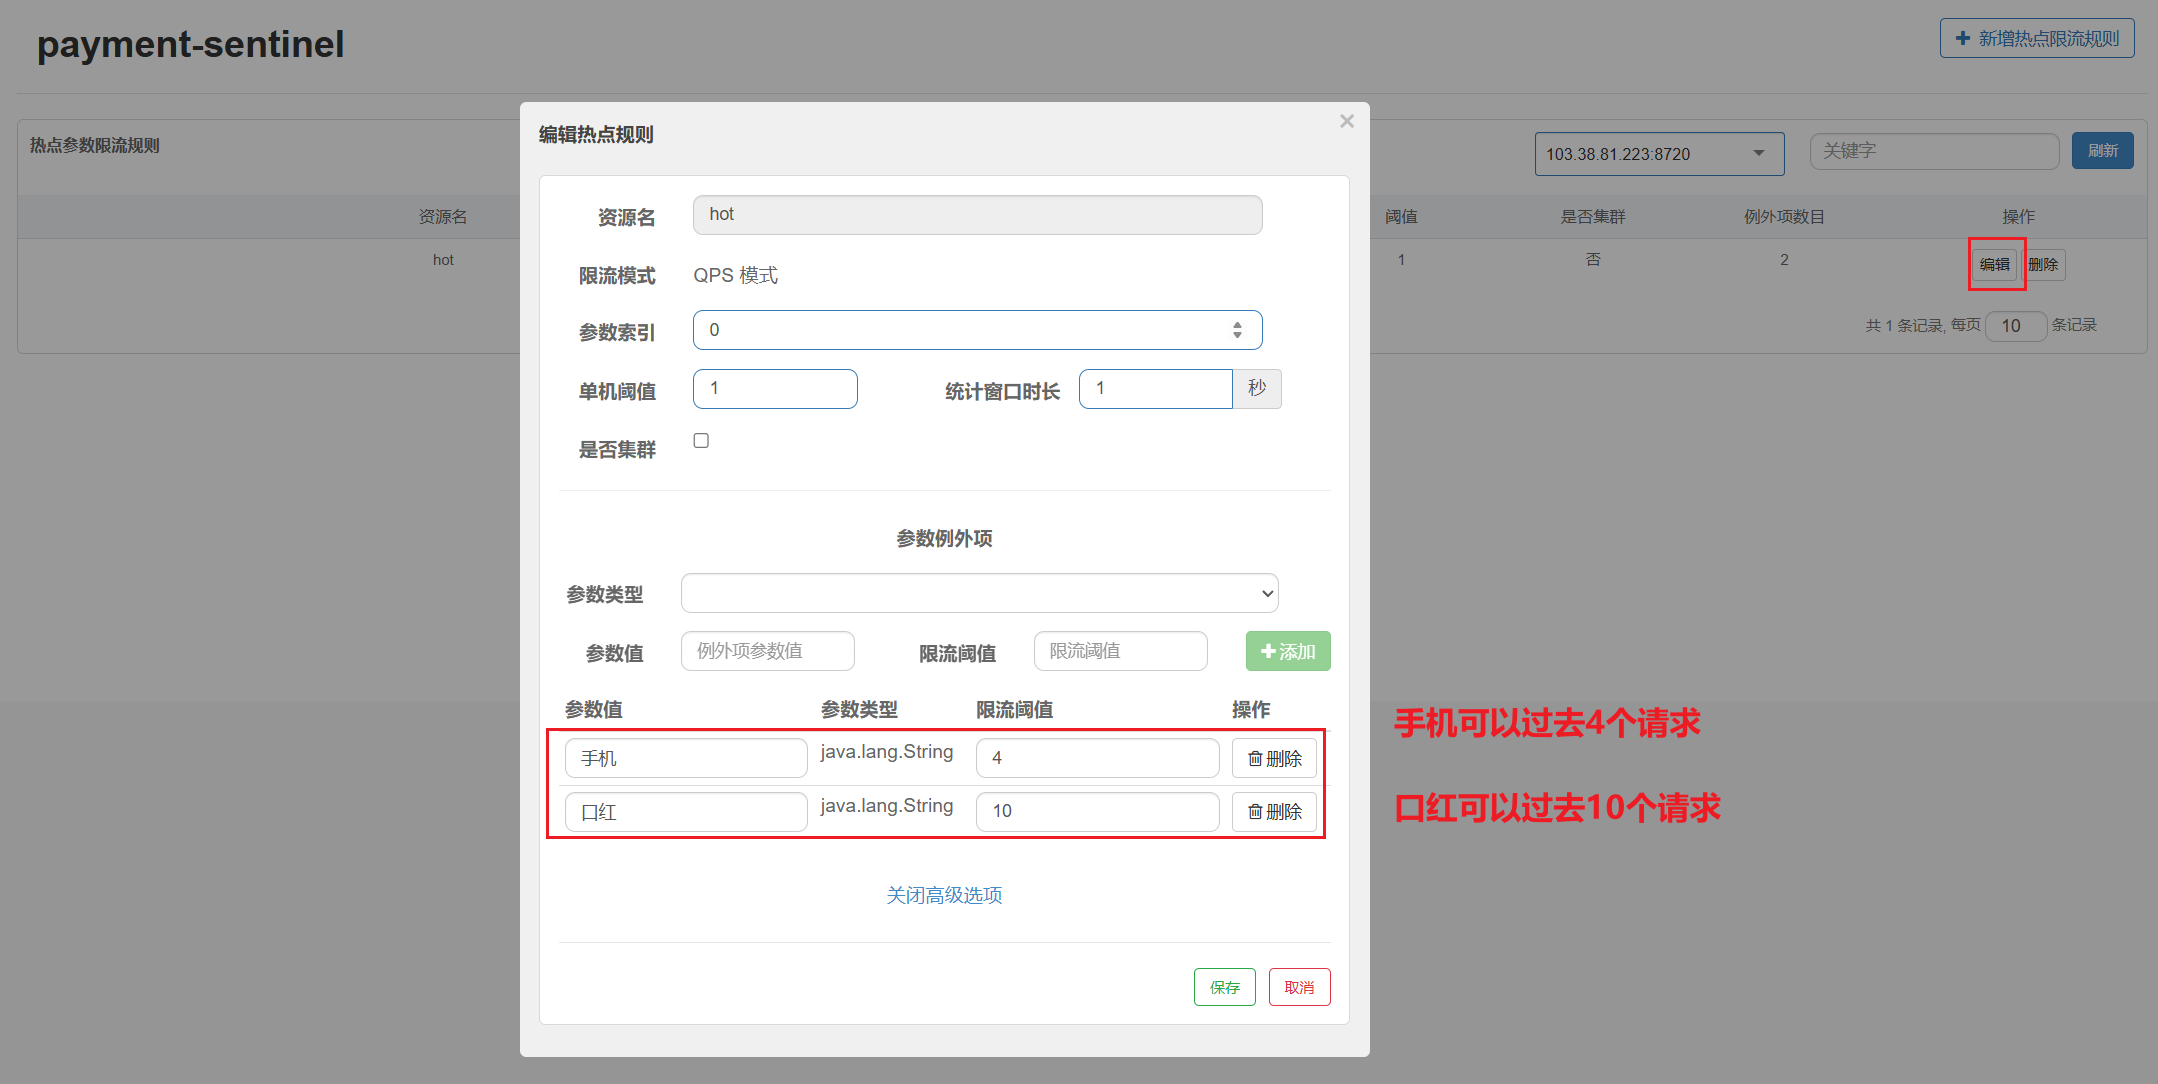 payment-sentinel
新增热点限流规则
热点参数限流规则
103.38.81.223:8720
关键字
刷新
资源名 阈值 是否集群 例外项数目 操作
hot 1 否 2 编辑 删除
共 1 条记录, 每页 10 条记录
编辑热点规则
×
资源名 hot
限流模式 QPS 模式
参数索引 0
单机阈值 1 统计窗口时长 1 秒
是否集群
参数例外项
参数类型
参数值 例外项参数值 限流阈值 限流阈值 添加
参数值 参数类型 限流阈值 操作
手机 java.lang.String 4 删除
口红 java.lang.String 10 删除
关闭高级选项
保存 取消
手机可以过去4个请求
口红可以过去10个请求